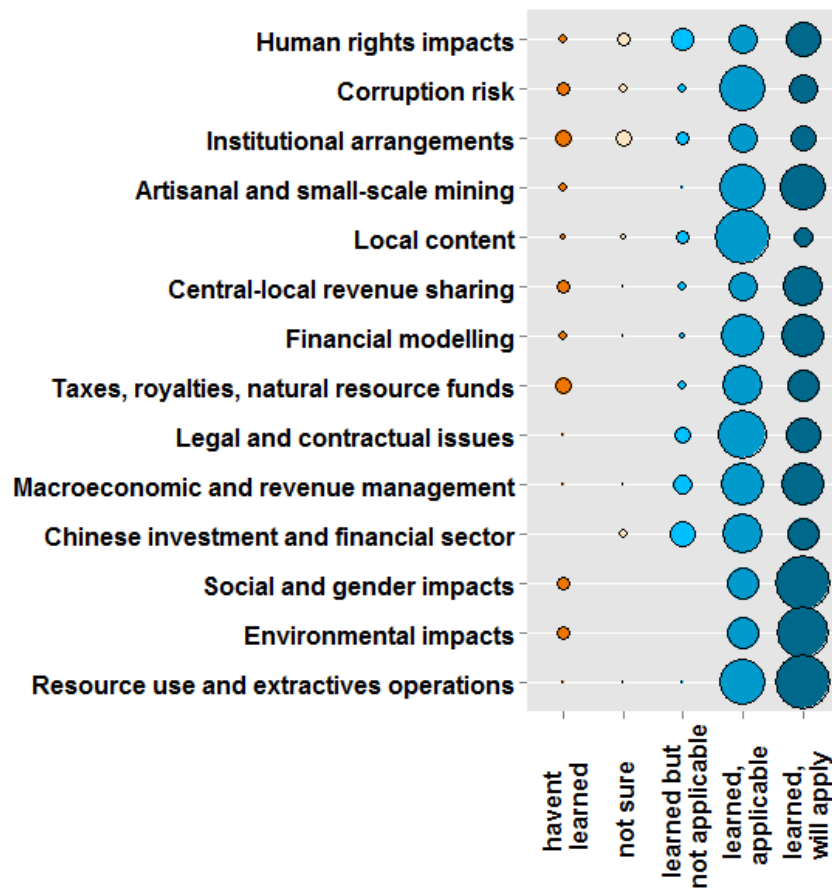 Human rights impacts
Corruption risk
Institutional arrangements
Artisanal and small-scale mining
Local content
Central-local revenue sharing
Financial modelling
Taxes, royalties, natural resource funds
Legal and contractual issues
Macroeconomic and revenue management
Chinese investment and financial sector
Social and gender impacts
Environmental impacts
Resource use and extractives operations
havent
learned
not sure
learned but
not applicable
learned,
applicable
learned,
will apply